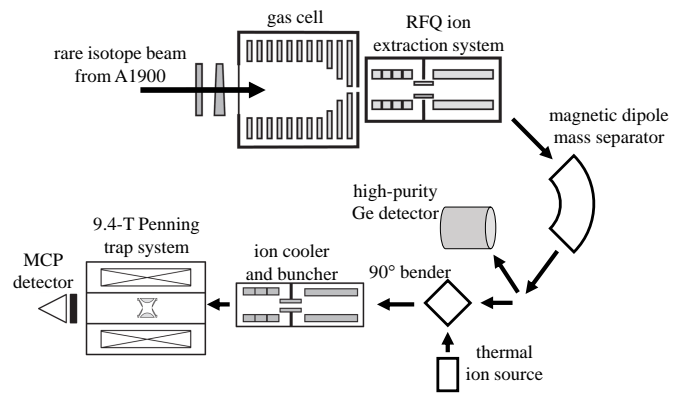 gas cell
RFQ ion
extraction system
rare isotope beam
from A1900
magnetic dipole
mass separator
high-purity
Ge detector
9.4-T Penning
trap system
MCP
detector
ion cooler
and buncher
90° bender
thermal
ion source